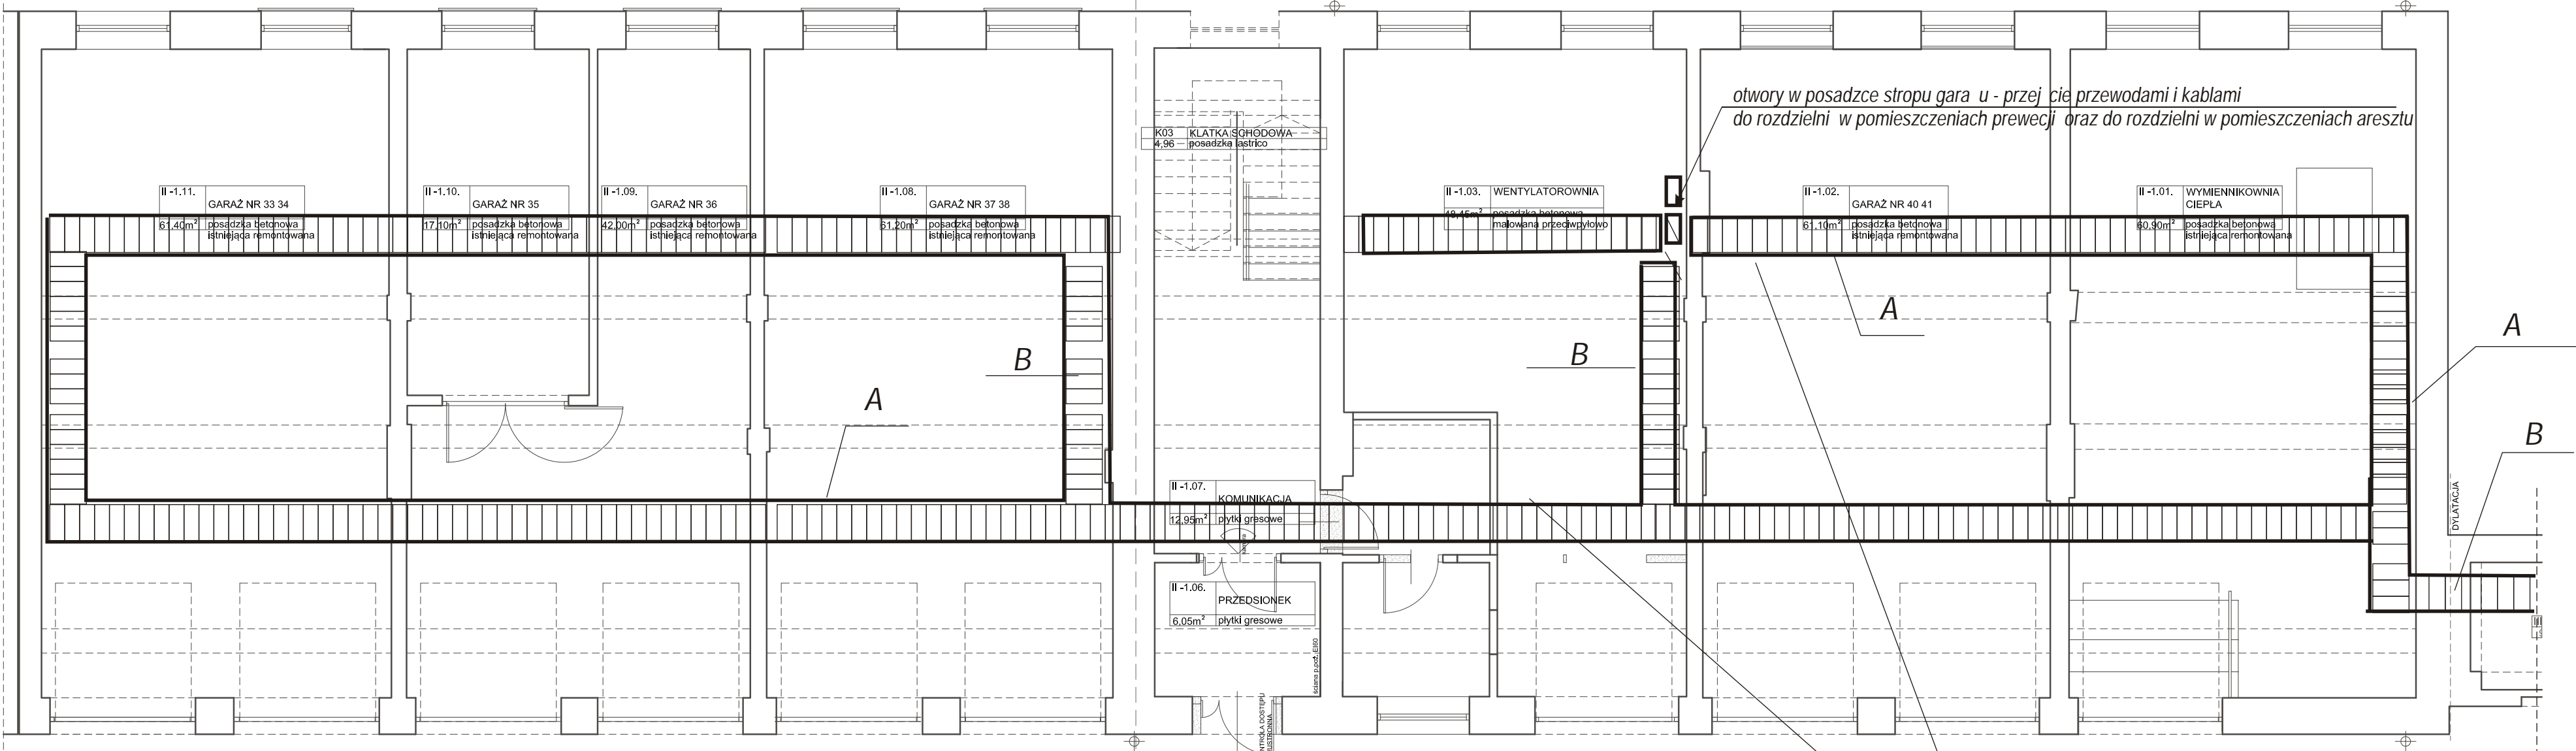 otwory w posadzce stropu gara u - przej cie przewodami i kablami
do rozdzielni w pomieszczeniach prewecji oraz do rozdzielni w pomieszczeniach aresztu
K03 KLATKA SCHODOWA
4,96 posadzka lastrico
II -1.11. GARAŻ NR 33 34
61,40m² posadzka betonowa
istniejąca remontowana
II -1.10. GARAŻ NR 35
17,10m² posadzka betonowa
istniejąca remontowana
II -1.09. GARAŻ NR 36
42,00m² posadzka betonowa
istniejąca remontowana
II -1.08. GARAŻ NR 37 38
61,20m² posadzka betonowa
istniejąca remontowana
II -1.03. WENTYLATOROWNIA
48,45m² posadzka betonowa
malowana przeciwpyłowo
II -1.02. GARAŻ NR 40 41
61,10m² posadzka betonowa
istniejąca remontowana
II -1.01. WYMIENNIKOWNIA
CIEPŁA
60,90m² posadzka betonowa
istniejąca remontowana
A
A
B
B
A
B
DYLATACJA
II -1.07. KOMUNIKACJA
12,95m² płytki gresowe
II -1.06. PRZEDSIONEK
6,05m² płytki gresowe
ściana p.poż. EI60